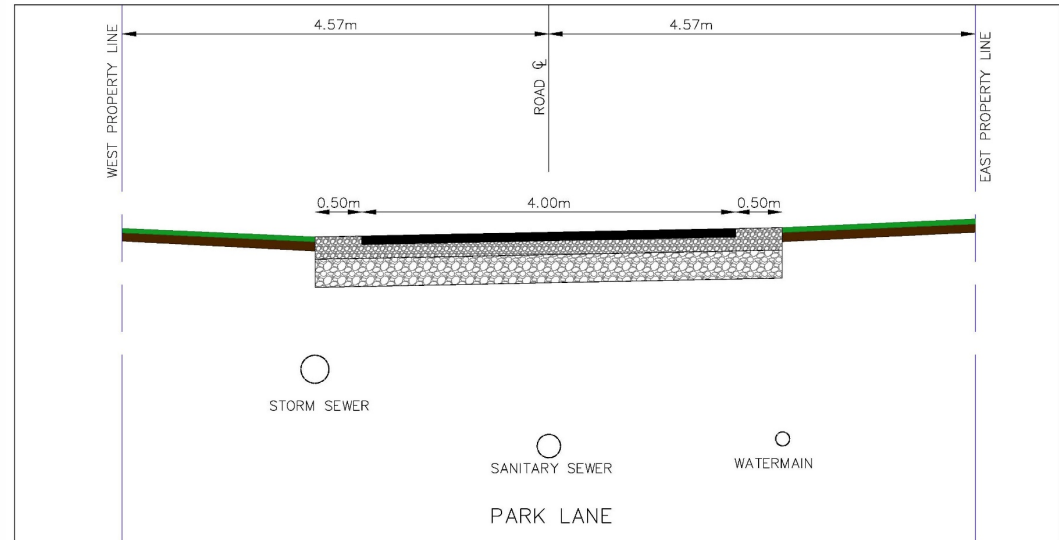 4.57m
4.57m
WEST PROPERTY LINE
ROAD ℄
EAST PROPERTY LINE
0.50m
4.00m
0.50m
STORM SEWER
SANITARY SEWER
WATERMAIN
PARK LANE